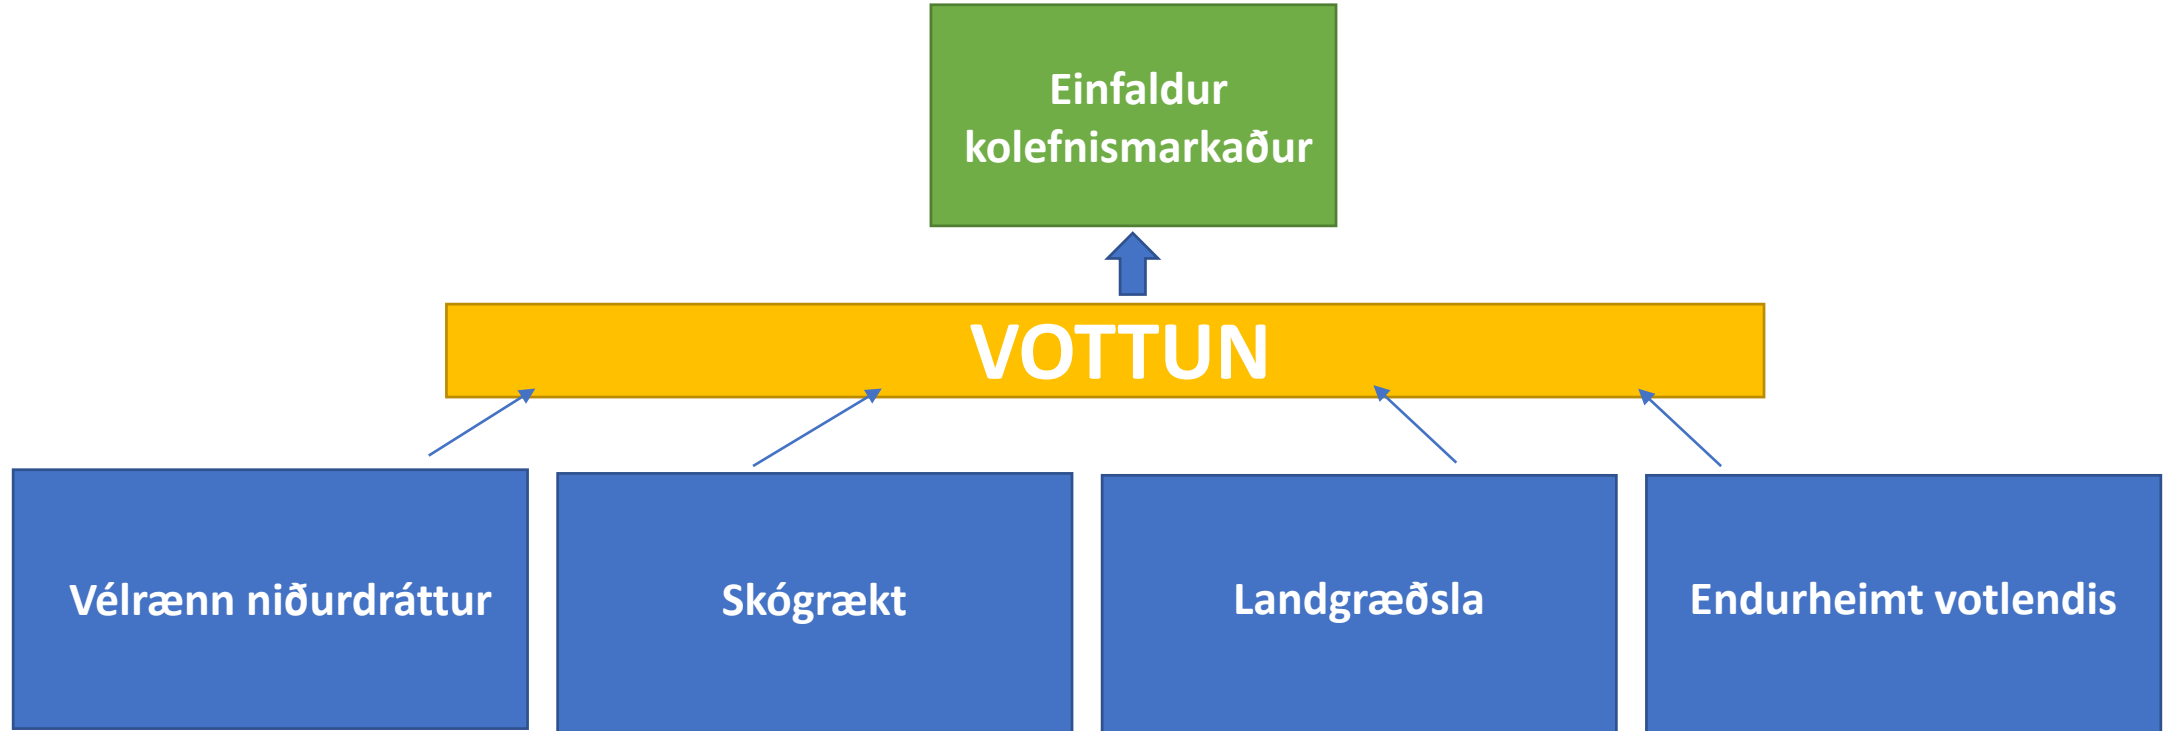 Einfaldur
kolefnismarkaður
VOTTUN
Vélrænn niðurdráttur
Skógrækt
Landgræðsla
Endurheimt votlendis